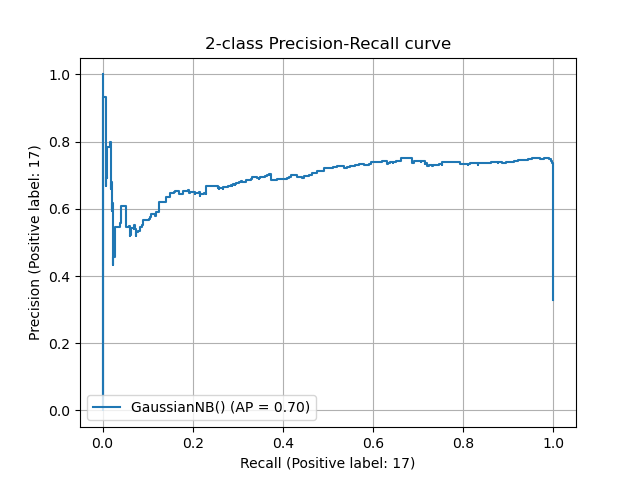 2-class Precision-Recall curve
Precision (Positive label: 17)
1.0
0.8
0.6
0.4
0.2
0.0
GaussianNB() (AP = 0.70)
0.0 0.2 0.4 0.6 0.8 1.0
Recall (Positive label: 17)